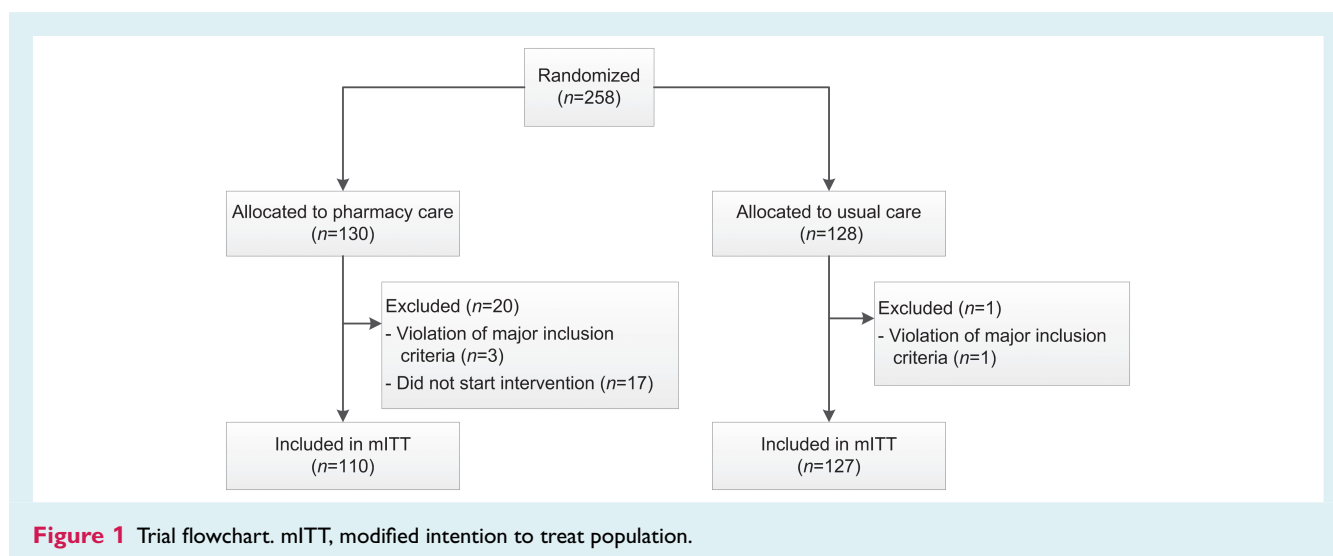 Randomized
(n=258)
Allocated to pharmacy care
(n=130)
Allocated to usual care
(n=128)
Excluded (n=20)
- Violation of major inclusion
criteria (n=3)
- Did not start intervention (n=17)
Excluded (n=1)
- Violation of major inclusion
criteria (n=1)
Included in mITT
(n=110)
Included in mITT
(n=127)
Figure 1 Trial flowchart. mITT, modified intention to treat population.